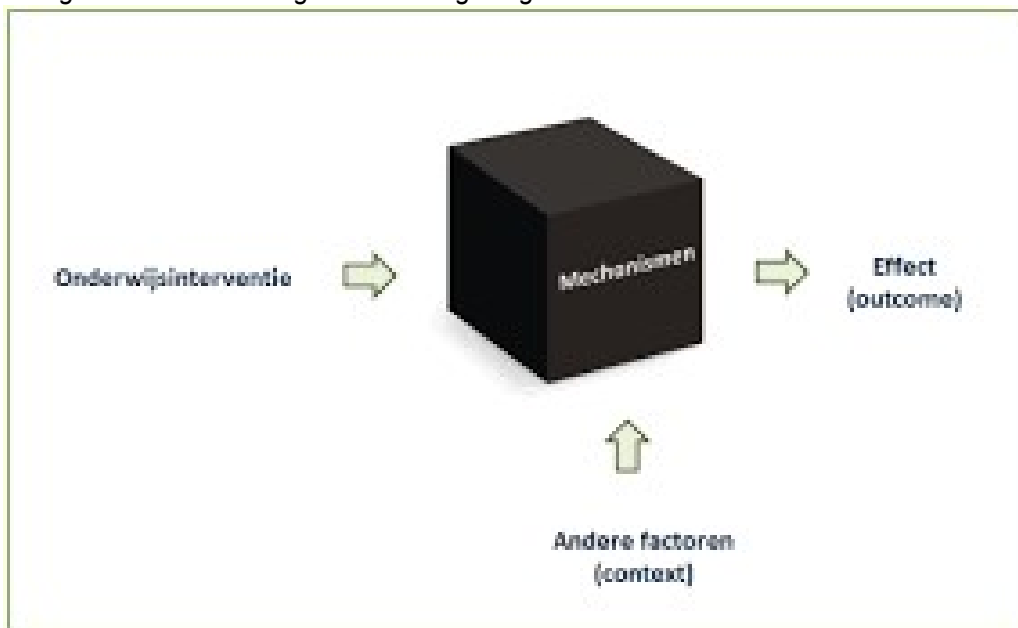 Onderwijsinterventie
Mechanismen
Effect
(outcome)
Andere factoren
(context)